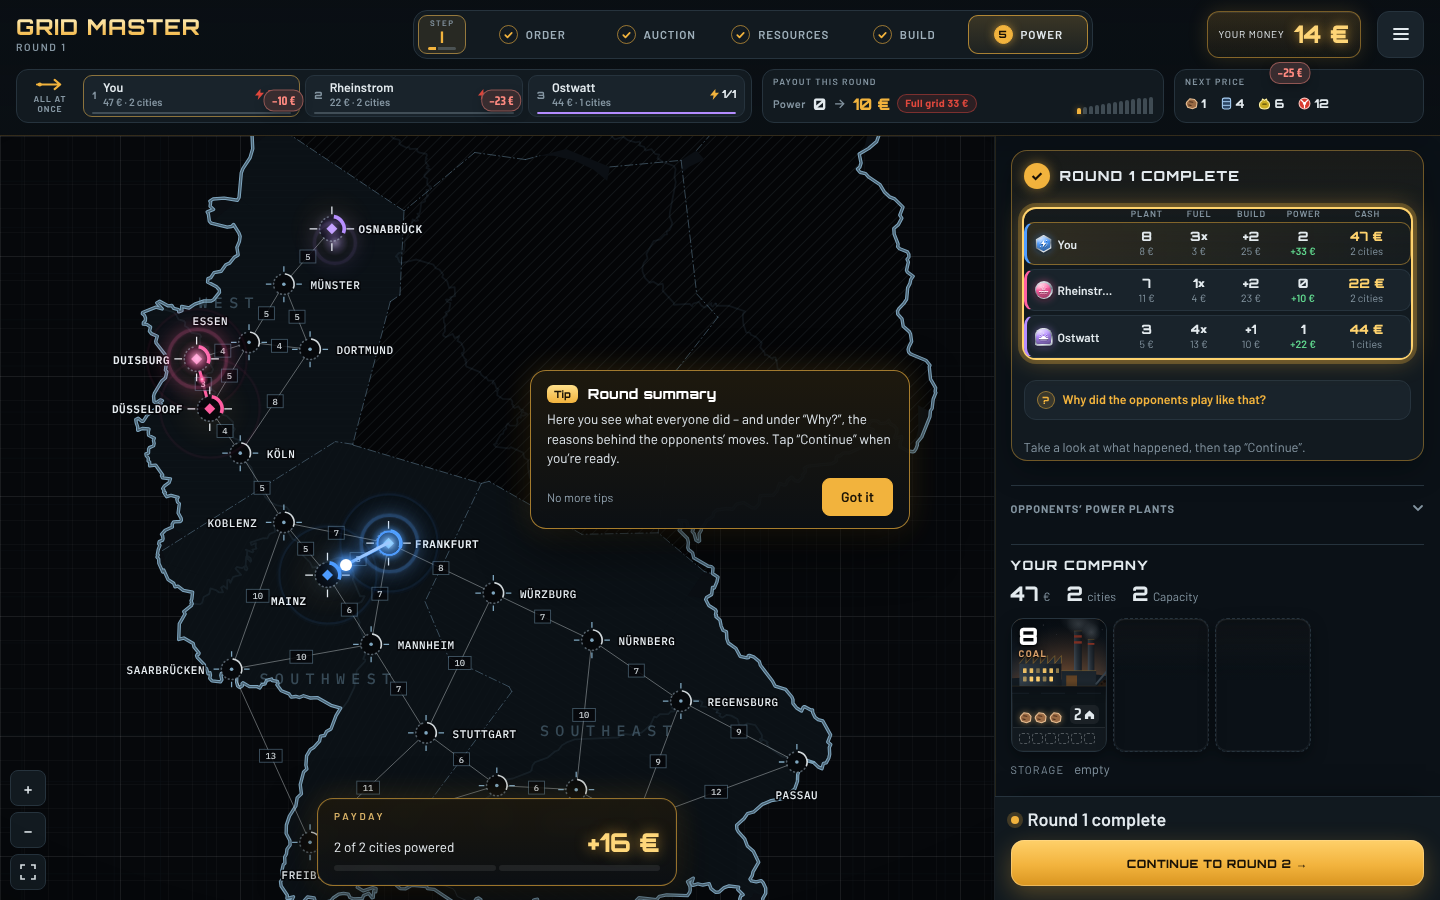 GRID MASTER
ROUND 1
STEP
I
ORDER
AUCTION
RESOURCES
BUILD
5 POWER
YOUR MONEY 14 €
-25 €
ALL AT ONCE
1 You
47 € · 2 cities
-10 €
2 Rheinstrom
22 € · 2 cities
-23 €
3 Ostwatt
44 € · 1 cities
1/1
PAYOUT THIS ROUND
Power 0 → 10 € Full grid 33 €
NEXT PRICE
1 4 6 12
OSNABRÜCK
5
MÜNSTER
WEST
5 5
ESSEN
4 4
DORTMUND
DUISBURG
5
3
8
DÜSSELDORF
4
KÖLN
5
KOBLENZ
7
FRANKFURT
5
8
10
MAINZ
7
6
WÜRZBURG
7
MANNHEIM
NÜRNBERG
10
10
7
SAARBRÜCKEN
SOUTHWEST
7
REGENSBURG
10
SOUTHEAST
STUTTGART
9
13
6
9
11
6
12
PASSAU
FREIB
+
−
Tip Round summary
Here you see what everyone did – and under "Why?", the
reasons behind the opponents' moves. Tap "Continue" when
you're ready.
No more tips
Got it
PAYDAY
2 of 2 cities powered
+16 €
ROUND 1 COMPLETE
PLANT FUEL BUILD POWER CASH
You 8 3x +2 2 47 €
8 € 3 € 25 € +33 € 2 cities
Rheinstr... 7 1x +2 0 22 €
11 € 4 € 23 € +10 € 2 cities
Ostwatt 3 4x +1 1 44 €
5 € 13 € 10 € +22 € 1 cities
? Why did the opponents play like that?
Take a look at what happened, then tap "Continue".
OPPONENTS' POWER PLANTS
YOUR COMPANY
47 € 2 cities 2 Capacity
8
COAL
2
STORAGE empty
Round 1 complete
CONTINUE TO ROUND 2 →